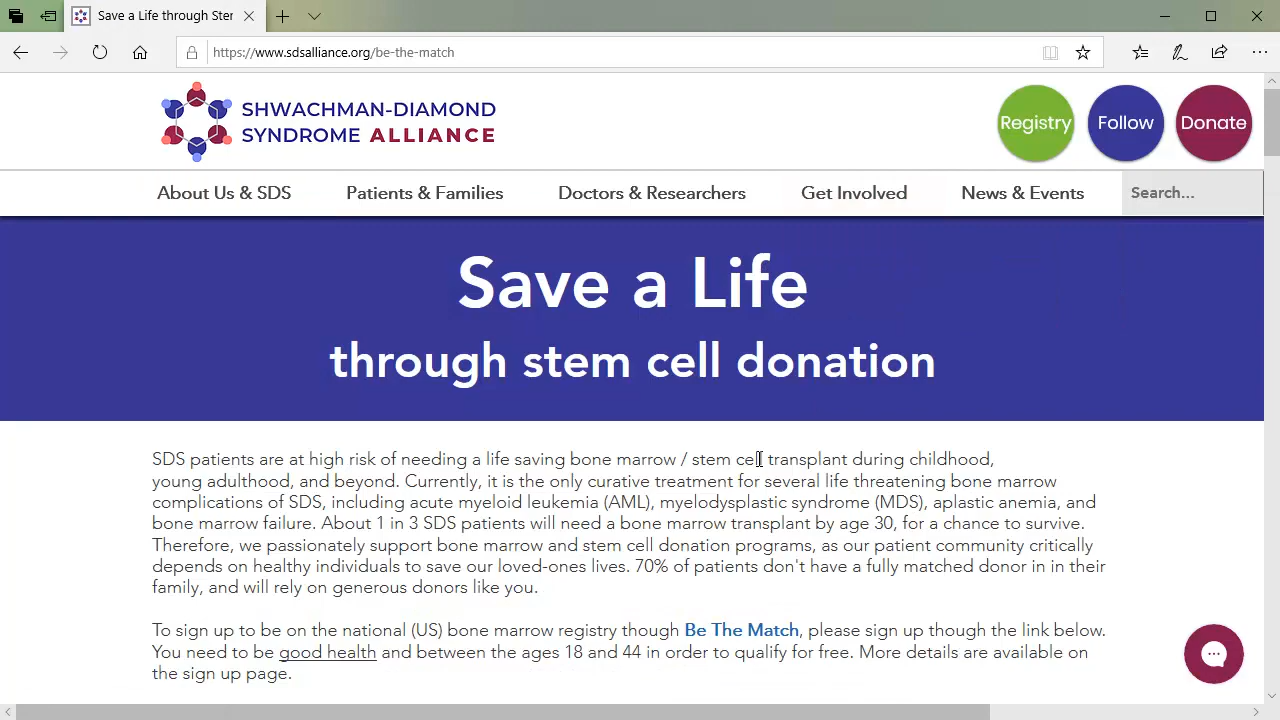 Save a Life through Ster
https://www.sdsalliance.org/be-the-match
SHWACHMAN-DIAMOND
SYNDROME ALLIANCE
Registry
Follow
Donate
About Us & SDS
Patients & Families
Doctors & Researchers
Get Involved
News & Events
Search...
Save a Life
through stem cell donation
SDS patients are at high risk of needing a life saving bone marrow / stem cell transplant during childhood,
young adulthood, and beyond. Currently, it is the only curative treatment for several life threatening bone marrow
complications of SDS, including acute myeloid leukemia (AML), myelodysplastic syndrome (MDS), aplastic anemia, and
bone marrow failure. About 1 in 3 SDS patients will need a bone marrow transplant by age 30, for a chance to survive.
Therefore, we passionately support bone marrow and stem cell donation programs, as our patient community critically
depends on healthy individuals to save our loved-ones lives. 70% of patients don't have a fully matched donor in in their
family, and will rely on generous donors like you.
To sign up to be on the national (US) bone marrow registry though Be The Match, please sign up though the link below.
You need to be good health and between the ages 18 and 44 in order to qualify for free. More details are available on
the sign up page.